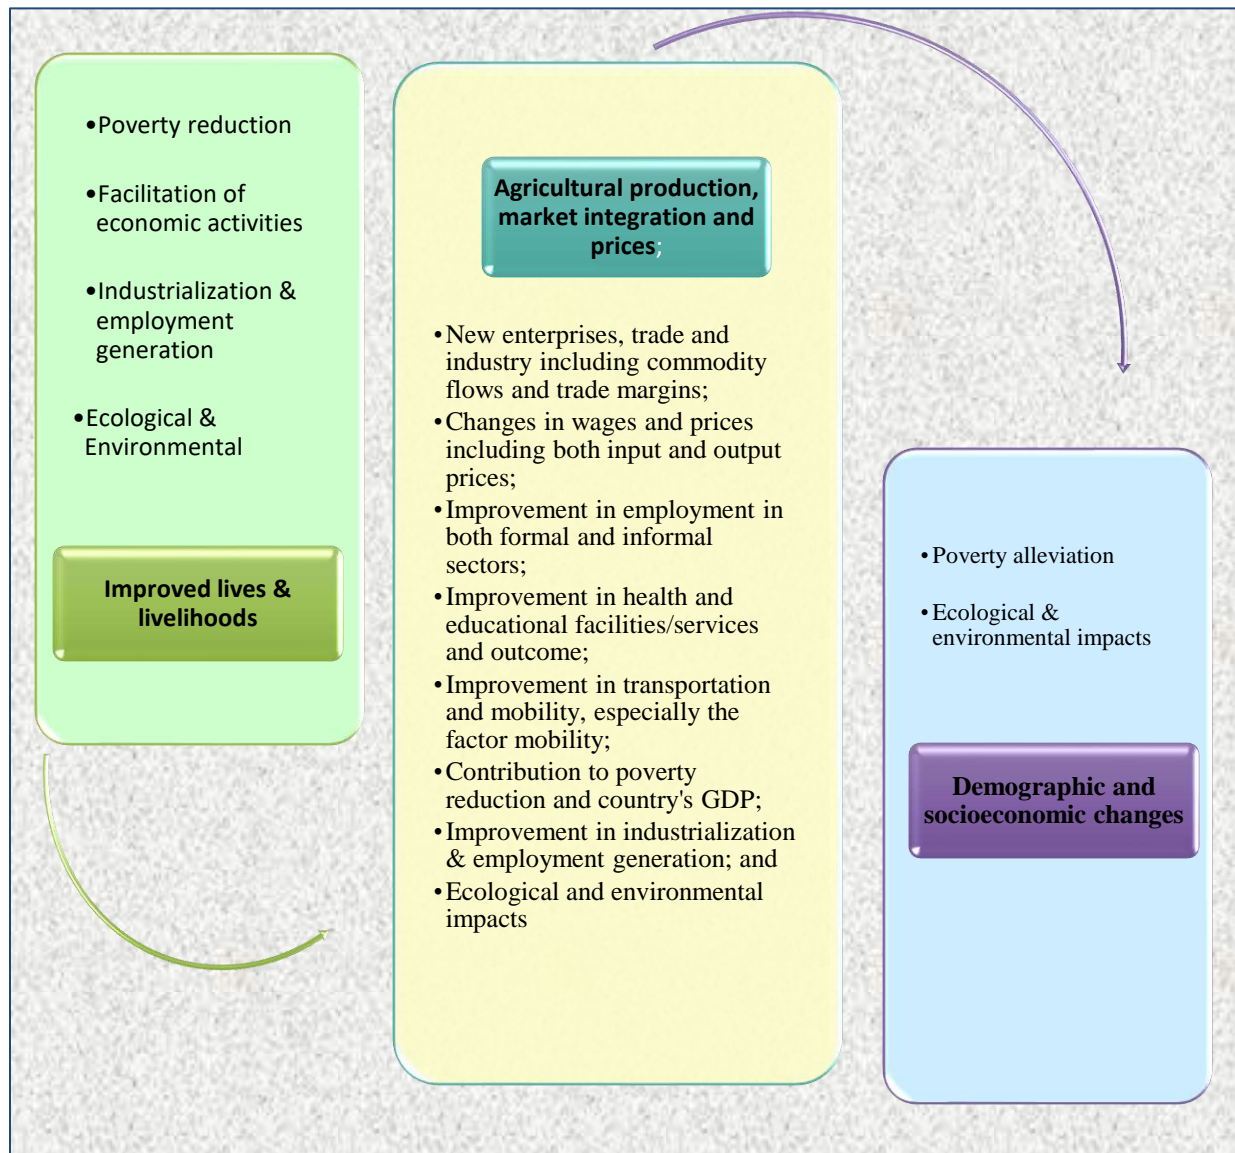 •Poverty reduction
•Facilitation of
economic activities
•Industrialization &
employment
generation
•Ecological &
Environmental
Improved lives &
livelihoods
Agricultural production,
market integration and
prices;
•New enterprises, trade and
industry including commodity
flows and trade margins;
•Changes in wages and prices
including both input and output
prices;
•Improvement in employment in
both formal and informal
sectors;
•Improvement in health and
educational facilities/services
and outcome;
•Improvement in transportation
and mobility, especially the
factor mobility;
•Contribution to poverty
reduction and country's GDP;
•Improvement in industrialization
& employment generation; and
•Ecological and environmental
impacts
•Poverty alleviation
•Ecological &
environmental impacts
Demographic and
socioeconomic changes